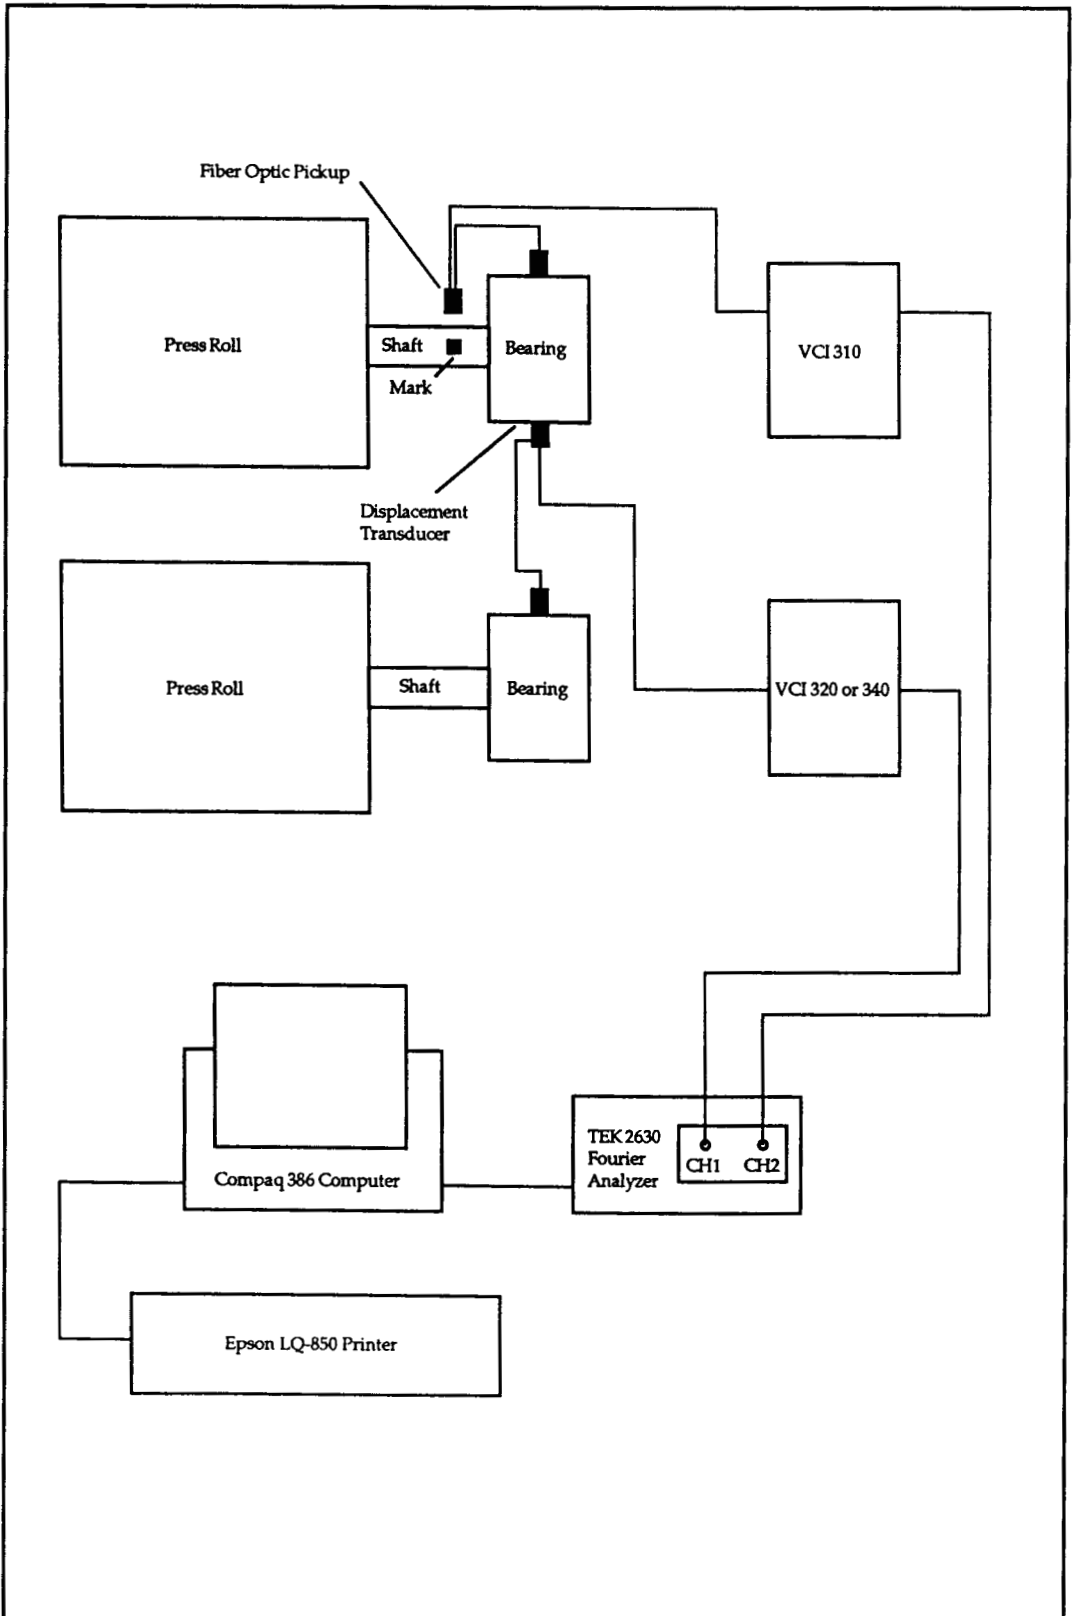 Fiber Optic Pickup
Press Roll
Shaft
Mark
Bearing
VCI 310
Displacement
Transducer
Press Roll
Shaft
Bearing
VCI 320 or 340
Compaq 386 Computer
TEK 2630
Fourier
Analyzer
CH1
CH2
Epson LQ-850 Printer